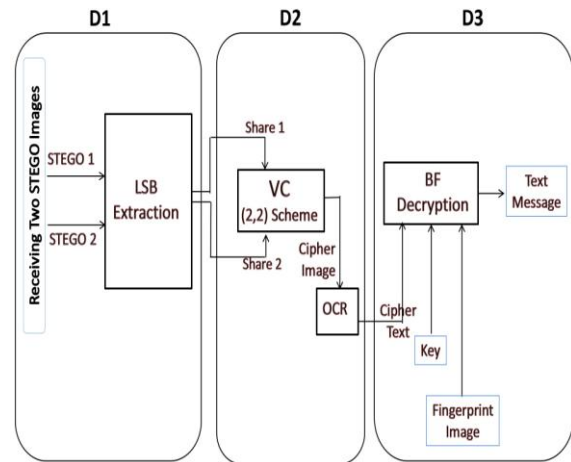 D1
D2
D3
Receiving Two STEGO Images
STEGO 1
STEGO 2
LSB
Extraction
Share 1
VC
(2,2) Scheme
Share 2
Cipher
Image
OCR
Cipher
Text
BF
Decryption
Key
Fingerprint
Image
Text
Message